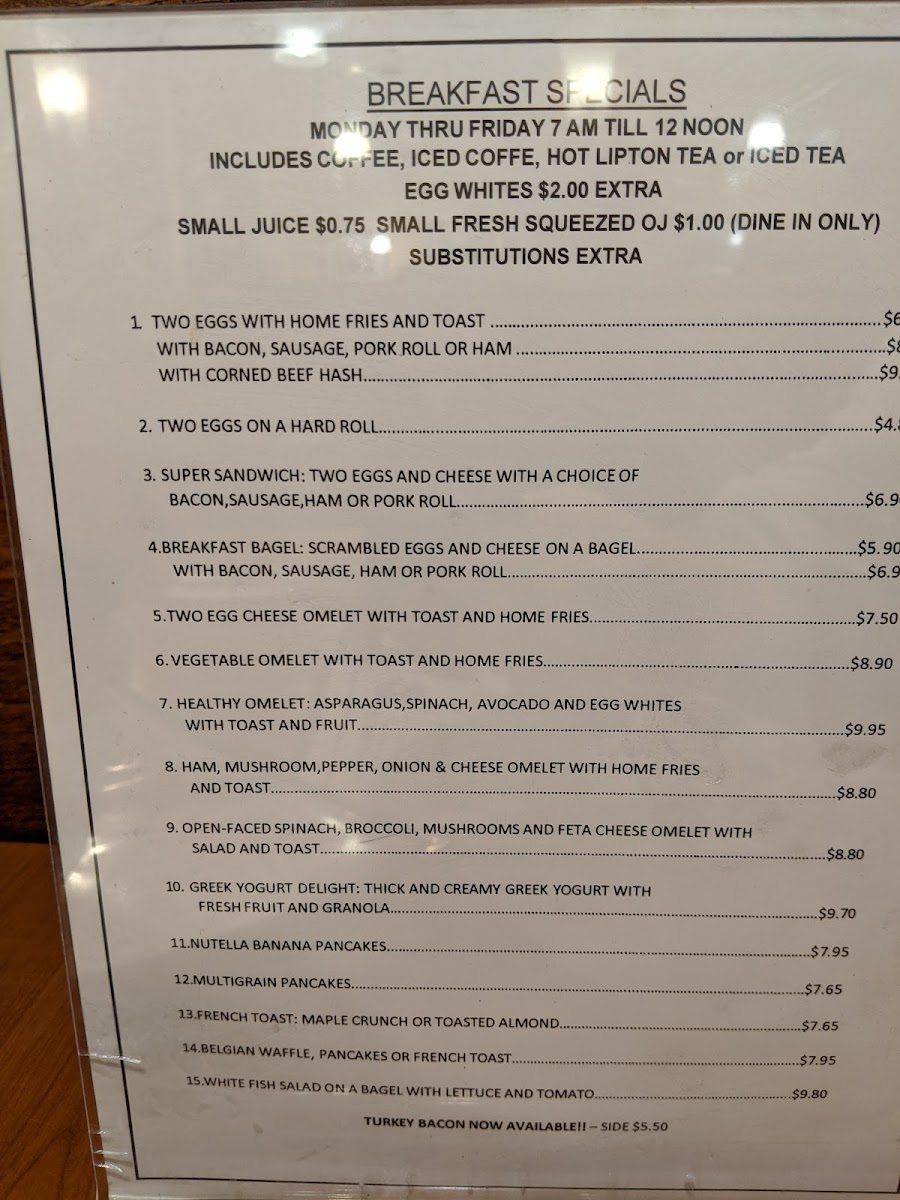 BREAKFAST SPECIALS
MONDAY THRU FRIDAY 7 AM TILL 12 NOON
INCLUDES COFFEE, ICED COFFE, HOT LIPTON TEA or ICED TEA
EGG WHITES $2.00 EXTRA
SMALL JUICE $0.75 SMALL FRESH SQUEEZED OJ $1.00 (DINE IN ONLY)
SUBSTITUTIONS EXTRA
1. TWO EGGS WITH HOME FRIES AND TOAST ........ $6
WITH BACON, SAUSAGE, PORK ROLL OR HAM ........ $
WITH CORNED BEEF HASH........ $9.
2. TWO EGGS ON A HARD ROLL........ $4.
3. SUPER SANDWICH: TWO EGGS AND CHEESE WITH A CHOICE OF
BACON,SAUSAGE,HAM OR PORK ROLL........ $6.9
4.BREAKFAST BAGEL: SCRAMBLED EGGS AND CHEESE ON A BAGEL........ $5.90
WITH BACON, SAUSAGE, HAM OR PORK ROLL........ $6.9
5.TWO EGG CHEESE OMELET WITH TOAST AND HOME FRIES........ $7.50
6.VEGETABLE OMELET WITH TOAST AND HOME FRIES........ $8.90
7. HEALTHY OMELET: ASPARAGUS,SPINACH, AVOCADO AND EGG WHITES
WITH TOAST AND FRUIT........ $9.95
8. HAM, MUSHROOM,PEPPER, ONION & CHEESE OMELET WITH HOME FRIES
AND TOAST........ $8.80
9. OPEN-FACED SPINACH, BROCCOLI, MUSHROOMS AND FETA CHEESE OMELET WITH
SALAD AND TOAST........ $8.80
10. GREEK YOGURT DELIGHT: THICK AND CREAMY GREEK YOGURT WITH
FRESH FRUIT AND GRANOLA........ $9.70
11.NUTELLA BANANA PANCAKES........ $7.95
12.MULTIGRAIN PANCAKES........ $7.65
13.FRENCH TOAST: MAPLE CRUNCH OR TOASTED ALMOND........ $7.65
14.BELGIAN WAFFLE, PANCAKES OR FRENCH TOAST........ $7.95
15.WHITE FISH SALAD ON A BAGEL WITH LETTUCE AND TOMATO........ $9.80
TURKEY BACON NOW AVAILABLE!! – SIDE $5.50